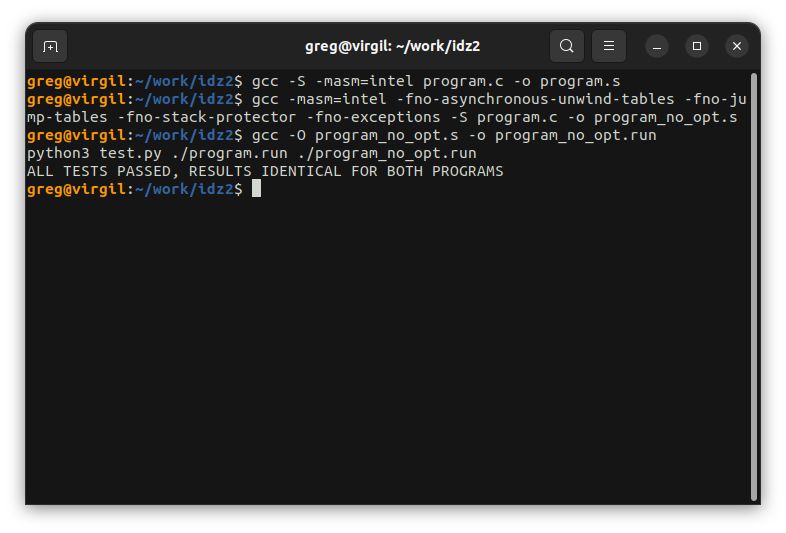 greg@virgil: ~/work/idz2
greg@virgil:~/work/idz2$ gcc -S -masm=intel program.c -o program.s
greg@virgil:~/work/idz2$ gcc -masm=intel -fno-asynchronous-unwind-tables -fno-ju
mp-tables -fno-stack-protector -fno-exceptions -S program.c -o program_no_opt.s
greg@virgil:~/work/idz2$ gcc -O program_no_opt.s -o program_no_opt.run
python3 test.py ./program.run ./program_no_opt.run
ALL TESTS PASSED, RESULTS IDENTICAL FOR BOTH PROGRAMS
greg@virgil:~/work/idz2$